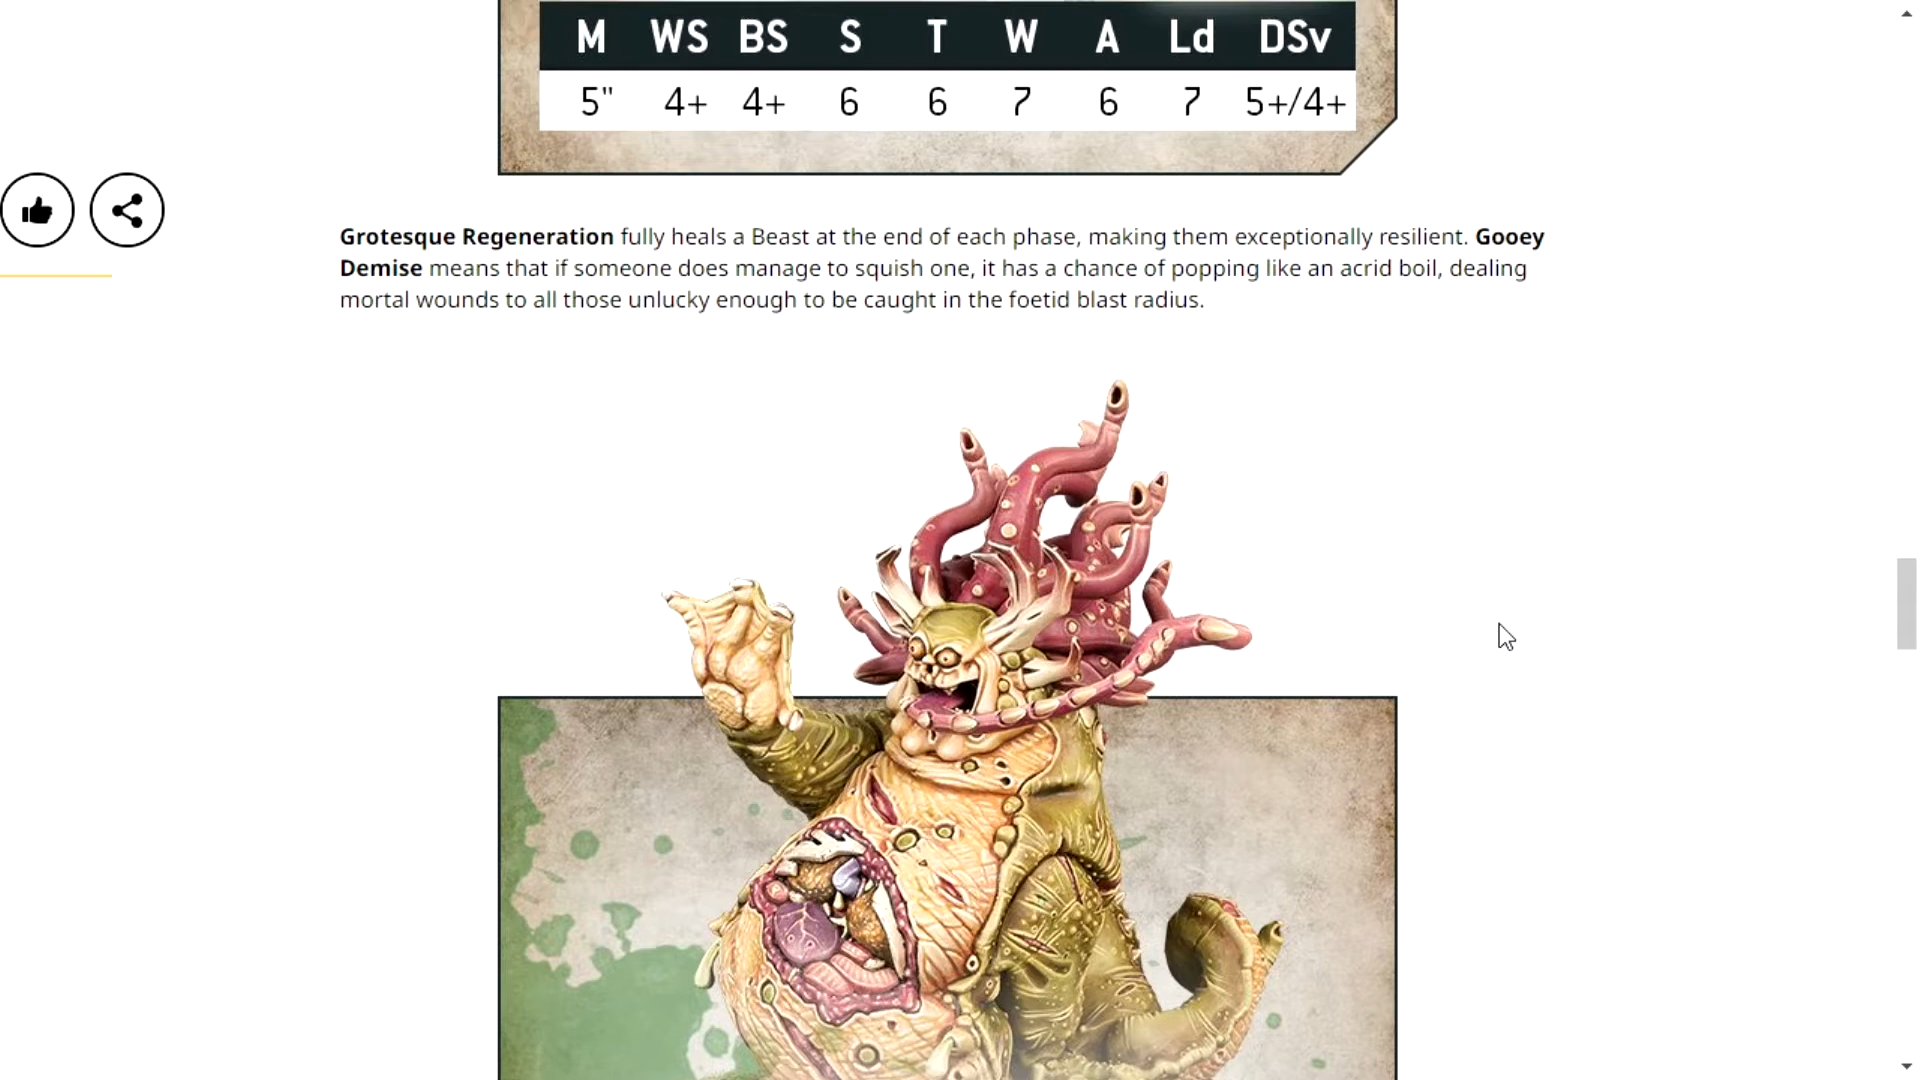 M WS BS S T W A Ld DSv
5" 4+ 4+ 6 6 7 6 7 5+/4+
Grotesque Regeneration fully heals a Beast at the end of each phase, making them exceptionally resilient. Gooey
Demise means that if someone does manage to squish one, it has a chance of popping like an acrid boil, dealing
mortal wounds to all those unlucky enough to be caught in the foetid blast radius.